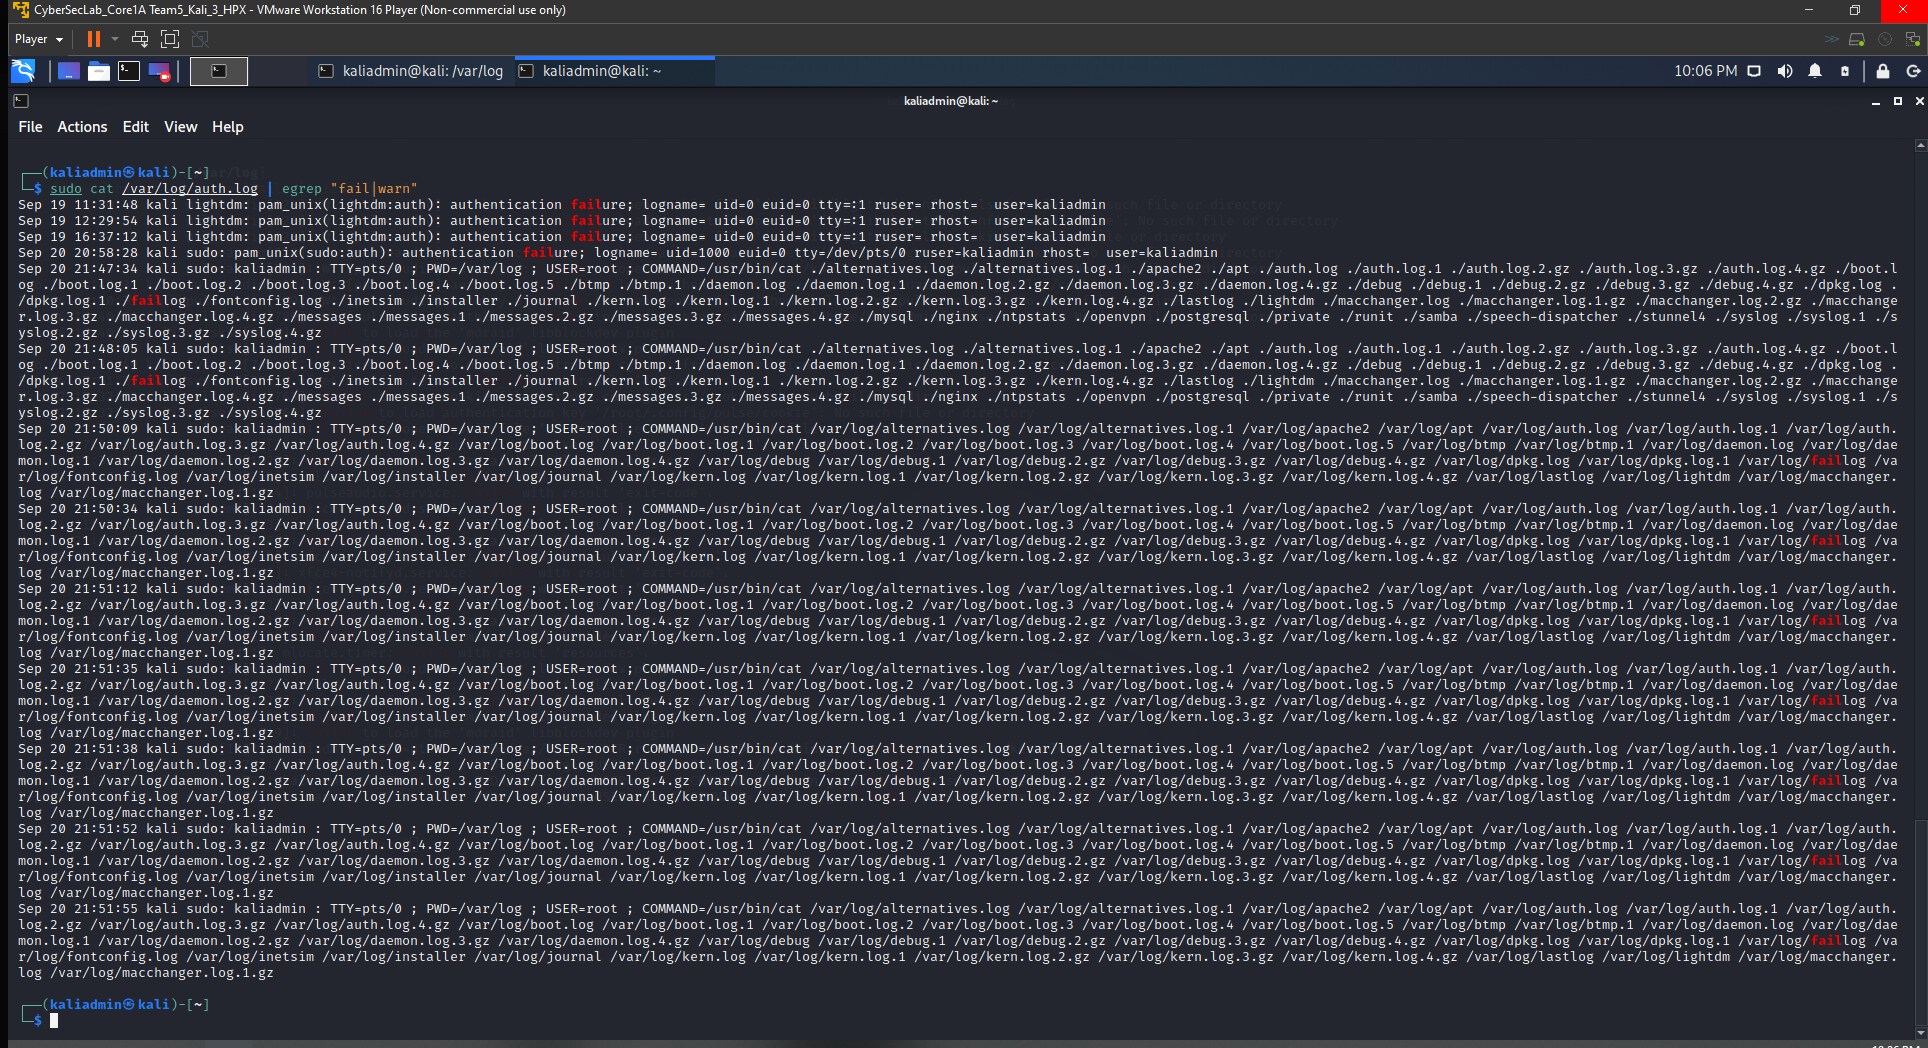 CyberSecLab_Core1A Team5_Kali_3_HPX - VMware Workstation 16 Player (Non-commercial use only)
Player
kaliadmin@kali: /var/log
kaliadmin@kali: ~
10:06 PM
kaliadmin@kali: ~
File Actions Edit View Help
(kaliadmin㉿kali)-[~]
$ sudo cat /var/log/auth.log | egrep "fail|warn"
Sep 19 11:31:48 kali lightdm: pam_unix(lightdm:auth): authentication failure; logname= uid=0 euid=0 tty=:1 ruser= rhost=  user=kaliadmin
Sep 19 12:29:54 kali lightdm: pam_unix(lightdm:auth): authentication failure; logname= uid=0 euid=0 tty=:1 ruser= rhost=  user=kaliadmin
Sep 19 16:37:12 kali lightdm: pam_unix(lightdm:auth): authentication failure; logname= uid=0 euid=0 tty=:1 ruser= rhost=  user=kaliadmin
Sep 20 20:58:28 kali sudo: pam_unix(sudo:auth): authentication failure; logname= uid=1000 euid=0 tty=/dev/pts/0 ruser=kaliadmin rhost=  user=kaliadmin
Sep 20 21:47:34 kali sudo: kaliadmin : TTY=pts/0 ; PWD=/var/log ; USER=root ; COMMAND=/usr/bin/cat ./alternatives.log ./alternatives.log.1 ./apache2 ./apt ./auth.log ./auth.log.1 ./auth.log.2.gz ./auth.log.3.gz ./auth.log.4.gz ./boot.l
og ./boot.log.1 ./boot.log.2 ./boot.log.3 ./boot.log.4 ./boot.log.5 ./btmp ./btmp.1 ./daemon.log ./daemon.log.1 ./daemon.log.2.gz ./daemon.log.3.gz ./daemon.log.4.gz ./debug ./debug.1 ./debug.2.gz ./debug.3.gz ./debug.4.gz ./dpkg.log .
/dpkg.log.1 ./faillog ./fontconfig.log ./inetsim ./installer ./journal ./kern.log ./kern.log.1 ./kern.log.2.gz ./kern.log.3.gz ./kern.log.4.gz ./lastlog ./lightdm ./macchanger.log ./macchanger.log.1.gz ./macchanger.log.2.gz ./macchange
r.log.3.gz ./macchanger.log.4.gz ./messages ./messages.1 ./messages.2.gz ./messages.3.gz ./messages.4.gz ./mysql ./nginx ./ntpstats ./openvpn ./postgresql ./private ./runit ./samba ./speech-dispatcher ./stunnel4 ./syslog ./syslog.1 ./s
yslog.2.gz ./syslog.3.gz ./syslog.4.gz
Sep 20 21:48:05 kali sudo: kaliadmin : TTY=pts/0 ; PWD=/var/log ; USER=root ; COMMAND=/usr/bin/cat ./alternatives.log ./alternatives.log.1 ./apache2 ./apt ./auth.log ./auth.log.1 ./auth.log.2.gz ./auth.log.3.gz ./auth.log.4.gz ./boot.l
og ./boot.log.1 ./boot.log.2 ./boot.log.3 ./boot.log.4 ./boot.log.5 ./btmp ./btmp.1 ./daemon.log ./daemon.log.1 ./daemon.log.2.gz ./daemon.log.3.gz ./daemon.log.4.gz ./debug ./debug.1 ./debug.2.gz ./debug.3.gz ./debug.4.gz ./dpkg.log .
/dpkg.log.1 ./faillog ./fontconfig.log ./inetsim ./installer ./journal ./kern.log ./kern.log.1 ./kern.log.2.gz ./kern.log.3.gz ./kern.log.4.gz ./lastlog ./lightdm ./macchanger.log ./macchanger.log.1.gz ./macchanger.log.2.gz ./macchange
r.log.3.gz ./macchanger.log.4.gz ./messages ./messages.1 ./messages.2.gz ./messages.3.gz ./messages.4.gz ./mysql ./nginx ./ntpstats ./openvpn ./postgresql ./private ./runit ./samba ./speech-dispatcher ./stunnel4 ./syslog ./syslog.1 ./s
yslog.2.gz ./syslog.3.gz ./syslog.4.gz
Sep 20 21:50:09 kali sudo: kaliadmin : TTY=pts/0 ; PWD=/var/log ; USER=root ; COMMAND=/usr/bin/cat /var/log/alternatives.log /var/log/alternatives.log.1 /var/log/apache2 /var/log/apt /var/log/auth.log /var/log/auth.log.1 /var/log/auth.
log.2.gz /var/log/auth.log.3.gz /var/log/auth.log.4.gz /var/log/boot.log /var/log/boot.log.1 /var/log/boot.log.2 /var/log/boot.log.3 /var/log/boot.log.4 /var/log/boot.log.5 /var/log/btmp /var/log/btmp.1 /var/log/daemon.log /var/log/dae
mon.log.1 /var/log/daemon.log.2.gz /var/log/daemon.log.3.gz /var/log/daemon.log.4.gz /var/log/debug /var/log/debug.1 /var/log/debug.2.gz /var/log/debug.3.gz /var/log/debug.4.gz /var/log/dpkg.log /var/log/dpkg.log.1 /var/log/faillog /va
r/log/fontconfig.log /var/log/inetsim /var/log/installer /var/log/journal /var/log/kern.log /var/log/kern.log.1 /var/log/kern.log.2.gz /var/log/kern.log.3.gz /var/log/kern.log.4.gz /var/log/lastlog /var/log/lightdm /var/log/macchanger.
log /var/log/macchanger.log.1.gz
Sep 20 21:50:34 kali sudo: kaliadmin : TTY=pts/0 ; PWD=/var/log ; USER=root ; COMMAND=/usr/bin/cat /var/log/alternatives.log /var/log/alternatives.log.1 /var/log/apache2 /var/log/apt /var/log/auth.log /var/log/auth.log.1 /var/log/auth.
log.2.gz /var/log/auth.log.3.gz /var/log/auth.log.4.gz /var/log/boot.log /var/log/boot.log.1 /var/log/boot.log.2 /var/log/boot.log.3 /var/log/boot.log.4 /var/log/boot.log.5 /var/log/btmp /var/log/btmp.1 /var/log/daemon.log /var/log/dae
mon.log.1 /var/log/daemon.log.2.gz /var/log/daemon.log.3.gz /var/log/daemon.log.4.gz /var/log/debug /var/log/debug.1 /var/log/debug.2.gz /var/log/debug.3.gz /var/log/debug.4.gz /var/log/dpkg.log /var/log/dpkg.log.1 /var/log/faillog /va
r/log/fontconfig.log /var/log/inetsim /var/log/installer /var/log/journal /var/log/kern.log /var/log/kern.log.1 /var/log/kern.log.2.gz /var/log/kern.log.3.gz /var/log/kern.log.4.gz /var/log/lastlog /var/log/lightdm /var/log/macchanger.
log /var/log/macchanger.log.1.gz
Sep 20 21:51:12 kali sudo: kaliadmin : TTY=pts/0 ; PWD=/var/log ; USER=root ; COMMAND=/usr/bin/cat /var/log/alternatives.log /var/log/alternatives.log.1 /var/log/apache2 /var/log/apt /var/log/auth.log /var/log/auth.log.1 /var/log/auth.
log.2.gz /var/log/auth.log.3.gz /var/log/auth.log.4.gz /var/log/boot.log /var/log/boot.log.1 /var/log/boot.log.2 /var/log/boot.log.3 /var/log/boot.log.4 /var/log/boot.log.5 /var/log/btmp /var/log/btmp.1 /var/log/daemon.log /var/log/dae
mon.log.1 /var/log/daemon.log.2.gz /var/log/daemon.log.3.gz /var/log/daemon.log.4.gz /var/log/debug /var/log/debug.1 /var/log/debug.2.gz /var/log/debug.3.gz /var/log/debug.4.gz /var/log/dpkg.log /var/log/dpkg.log.1 /var/log/faillog /va
r/log/fontconfig.log /var/log/inetsim /var/log/installer /var/log/journal /var/log/kern.log /var/log/kern.log.1 /var/log/kern.log.2.gz /var/log/kern.log.3.gz /var/log/kern.log.4.gz /var/log/lastlog /var/log/lightdm /var/log/macchanger.
log /var/log/macchanger.log.1.gz
Sep 20 21:51:35 kali sudo: kaliadmin : TTY=pts/0 ; PWD=/var/log ; USER=root ; COMMAND=/usr/bin/cat /var/log/alternatives.log /var/log/alternatives.log.1 /var/log/apache2 /var/log/apt /var/log/auth.log /var/log/auth.log.1 /var/log/auth.
log.2.gz /var/log/auth.log.3.gz /var/log/auth.log.4.gz /var/log/boot.log /var/log/boot.log.1 /var/log/boot.log.2 /var/log/boot.log.3 /var/log/boot.log.4 /var/log/boot.log.5 /var/log/btmp /var/log/btmp.1 /var/log/daemon.log /var/log/dae
mon.log.1 /var/log/daemon.log.2.gz /var/log/daemon.log.3.gz /var/log/daemon.log.4.gz /var/log/debug /var/log/debug.1 /var/log/debug.2.gz /var/log/debug.3.gz /var/log/debug.4.gz /var/log/dpkg.log /var/log/dpkg.log.1 /var/log/faillog /va
r/log/fontconfig.log /var/log/inetsim /var/log/installer /var/log/journal /var/log/kern.log /var/log/kern.log.1 /var/log/kern.log.2.gz /var/log/kern.log.3.gz /var/log/kern.log.4.gz /var/log/lastlog /var/log/lightdm /var/log/macchanger.
log /var/log/macchanger.log.1.gz
Sep 20 21:51:38 kali sudo: kaliadmin : TTY=pts/0 ; PWD=/var/log ; USER=root ; COMMAND=/usr/bin/cat /var/log/alternatives.log /var/log/alternatives.log.1 /var/log/apache2 /var/log/apt /var/log/auth.log /var/log/auth.log.1 /var/log/auth.
log.2.gz /var/log/auth.log.3.gz /var/log/auth.log.4.gz /var/log/boot.log /var/log/boot.log.1 /var/log/boot.log.2 /var/log/boot.log.3 /var/log/boot.log.4 /var/log/boot.log.5 /var/log/btmp /var/log/btmp.1 /var/log/daemon.log /var/log/dae
mon.log.1 /var/log/daemon.log.2.gz /var/log/daemon.log.3.gz /var/log/daemon.log.4.gz /var/log/debug /var/log/debug.1 /var/log/debug.2.gz /var/log/debug.3.gz /var/log/debug.4.gz /var/log/dpkg.log /var/log/dpkg.log.1 /var/log/faillog /va
r/log/fontconfig.log /var/log/inetsim /var/log/installer /var/log/journal /var/log/kern.log /var/log/kern.log.1 /var/log/kern.log.2.gz /var/log/kern.log.3.gz /var/log/kern.log.4.gz /var/log/lastlog /var/log/lightdm /var/log/macchanger.
log /var/log/macchanger.log.1.gz
Sep 20 21:51:52 kali sudo: kaliadmin : TTY=pts/0 ; PWD=/var/log ; USER=root ; COMMAND=/usr/bin/cat /var/log/alternatives.log /var/log/alternatives.log.1 /var/log/apache2 /var/log/apt /var/log/auth.log /var/log/auth.log.1 /var/log/auth.
log.2.gz /var/log/auth.log.3.gz /var/log/auth.log.4.gz /var/log/boot.log /var/log/boot.log.1 /var/log/boot.log.2 /var/log/boot.log.3 /var/log/boot.log.4 /var/log/boot.log.5 /var/log/btmp /var/log/btmp.1 /var/log/daemon.log /var/log/dae
mon.log.1 /var/log/daemon.log.2.gz /var/log/daemon.log.3.gz /var/log/daemon.log.4.gz /var/log/debug /var/log/debug.1 /var/log/debug.2.gz /var/log/debug.3.gz /var/log/debug.4.gz /var/log/dpkg.log /var/log/dpkg.log.1 /var/log/faillog /va
r/log/fontconfig.log /var/log/inetsim /var/log/installer /var/log/journal /var/log/kern.log /var/log/kern.log.1 /var/log/kern.log.2.gz /var/log/kern.log.3.gz /var/log/kern.log.4.gz /var/log/lastlog /var/log/lightdm /var/log/macchanger.
log /var/log/macchanger.log.1.gz
Sep 20 21:51:55 kali sudo: kaliadmin : TTY=pts/0 ; PWD=/var/log ; USER=root ; COMMAND=/usr/bin/cat /var/log/alternatives.log /var/log/alternatives.log.1 /var/log/apache2 /var/log/apt /var/log/auth.log /var/log/auth.log.1 /var/log/auth.
log.2.gz /var/log/auth.log.3.gz /var/log/auth.log.4.gz /var/log/boot.log /var/log/boot.log.1 /var/log/boot.log.2 /var/log/boot.log.3 /var/log/boot.log.4 /var/log/boot.log.5 /var/log/btmp /var/log/btmp.1 /var/log/daemon.log /var/log/dae
mon.log.1 /var/log/daemon.log.2.gz /var/log/daemon.log.3.gz /var/log/daemon.log.4.gz /var/log/debug /var/log/debug.1 /var/log/debug.2.gz /var/log/debug.3.gz /var/log/debug.4.gz /var/log/dpkg.log /var/log/dpkg.log.1 /var/log/faillog /va
r/log/fontconfig.log /var/log/inetsim /var/log/installer /var/log/journal /var/log/kern.log /var/log/kern.log.1 /var/log/kern.log.2.gz /var/log/kern.log.3.gz /var/log/kern.log.4.gz /var/log/lastlog /var/log/lightdm /var/log/macchanger.
log /var/log/macchanger.log.1.gz
(kaliadmin㉿kali)-[~]
$